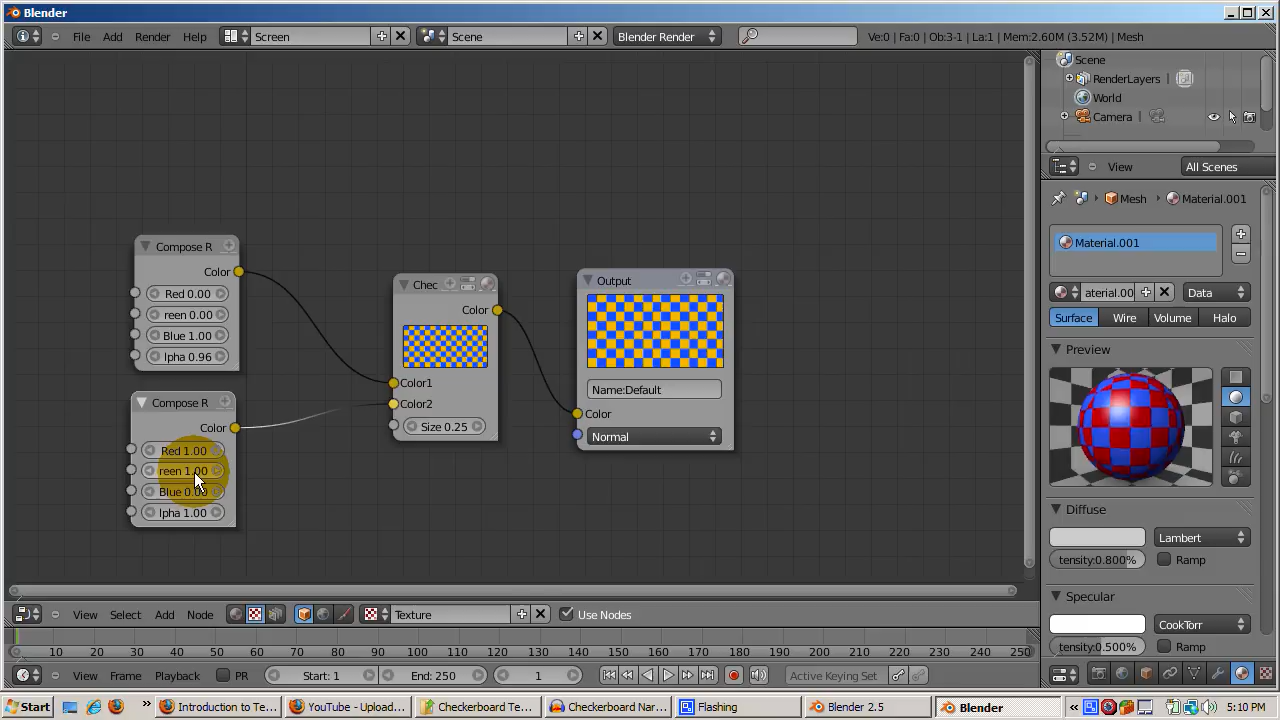 Blender
File Add Render Help Screen Scene Blender Render Ve:0 | Fa:0 | Ob:3-1 | La:1 | Mem:2.60M (3.52M) | Mesh
Scene
RenderLayers
World
Camera
View All Scenes
Mesh Material.001
Material.001
aterial.00 Data
Surface Wire Volume Halo
Preview
Diffuse
Lambert
tensity:0.800% Ramp
Specular
CookTorr
tensity:0.500% Ramp
Compose R
Color
Red 0.00
reen 0.00
Blue 1.00
lpha 0.96
Compose R
Color
Red 1.00
reen 1.00
Blue 0.00
lpha 1.00
Chec
Color
Color1
Color2
Size 0.25
Output
Name:Default
Color
Normal
View Select Add Node Texture Use Nodes
10 20 30 40 50 60 70 80 90 100 110 120 130 140 150 160 170 180 190 200 210 220 230 240 250
View Frame Playback PR Start: 1 End: 250 1 Active Keying Set
Start Introduction to Te... YouTube - Upload... Checkerboard Te... Checkerboard Nar... Flashing Blender 2.5 Blender 5:10 PM